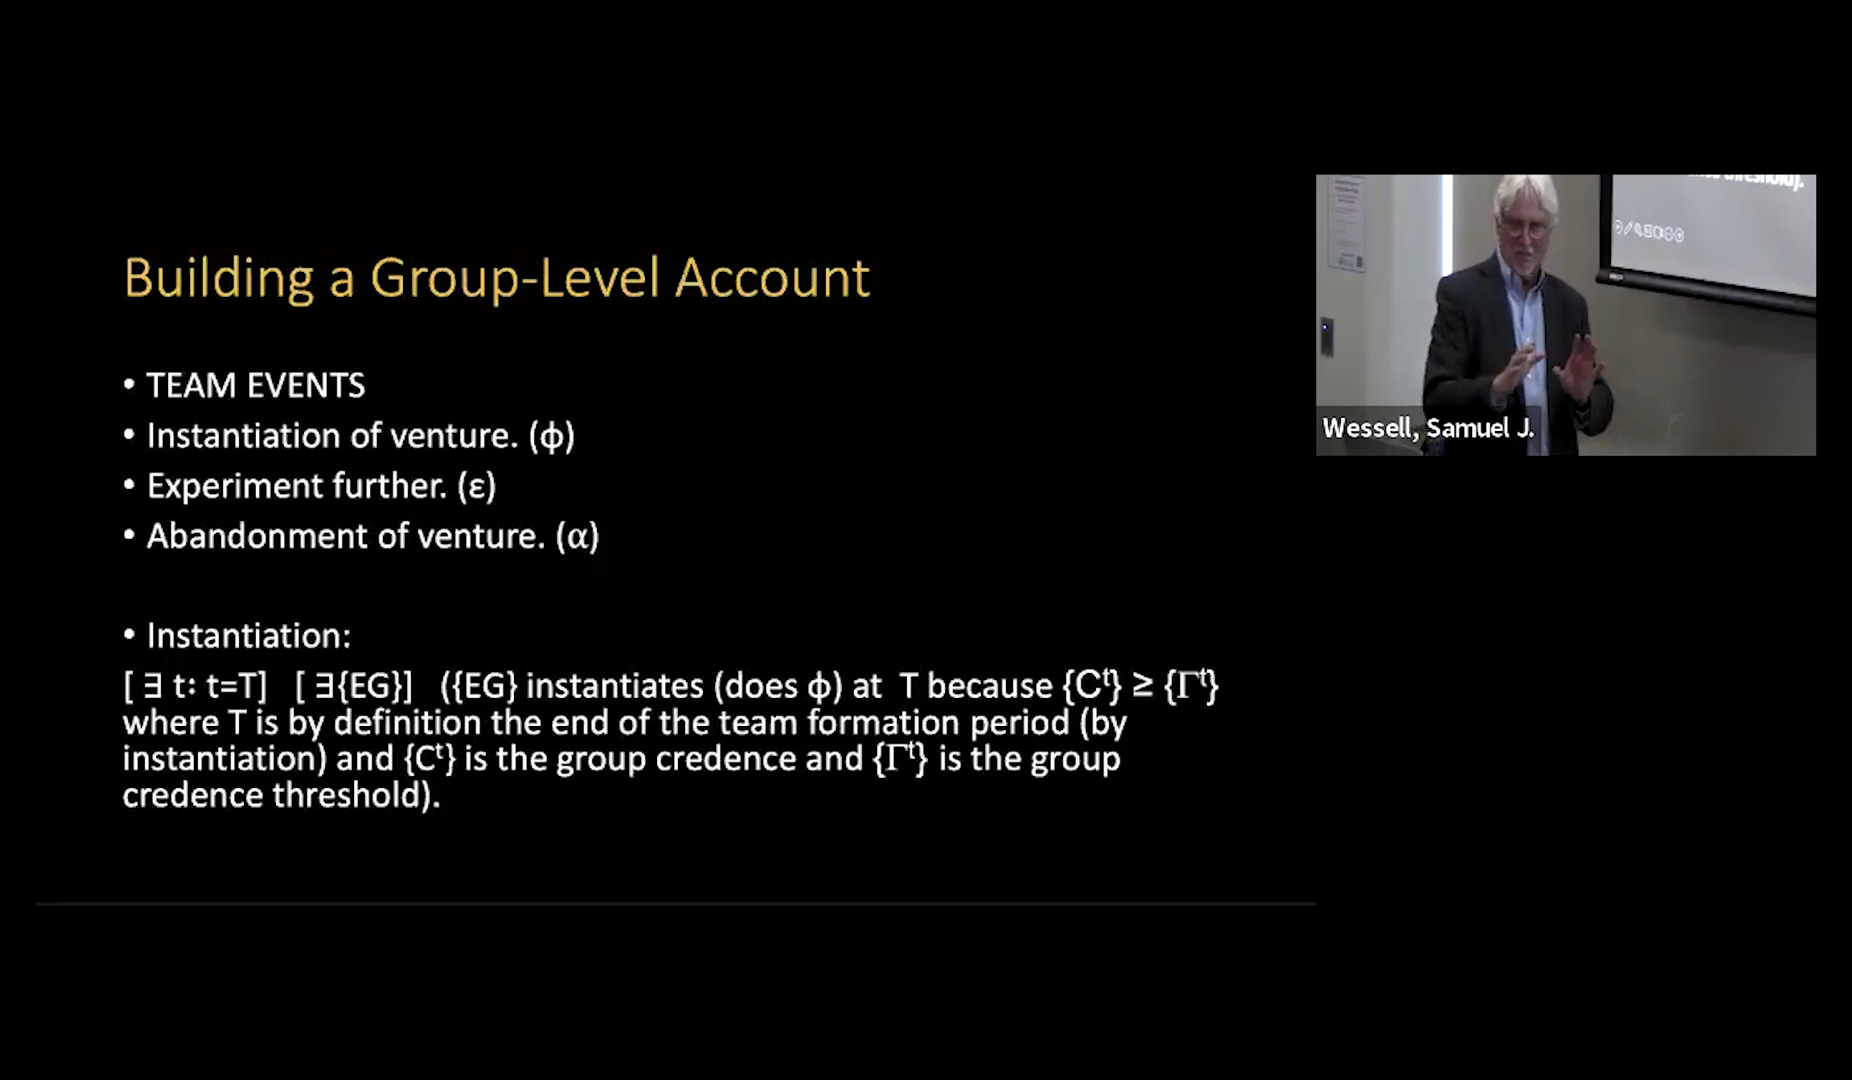 Building a Group-Level Account
• TEAM EVENTS
• Instantiation of venture. (ϕ)
• Experiment further. (ε)
• Abandonment of venture. (α)
• Instantiation:
[ ∃ t: t=T] [ ∃{EG}] ({EG} instantiates (does ϕ) at T because {Cᵗ} ≥ {Γᵗ}
where T is by definition the end of the team formation period (by
instantiation) and {Cᵗ} is the group credence and {Γᵗ} is the group
credence threshold).
threshold).
Wessell, Samuel J.